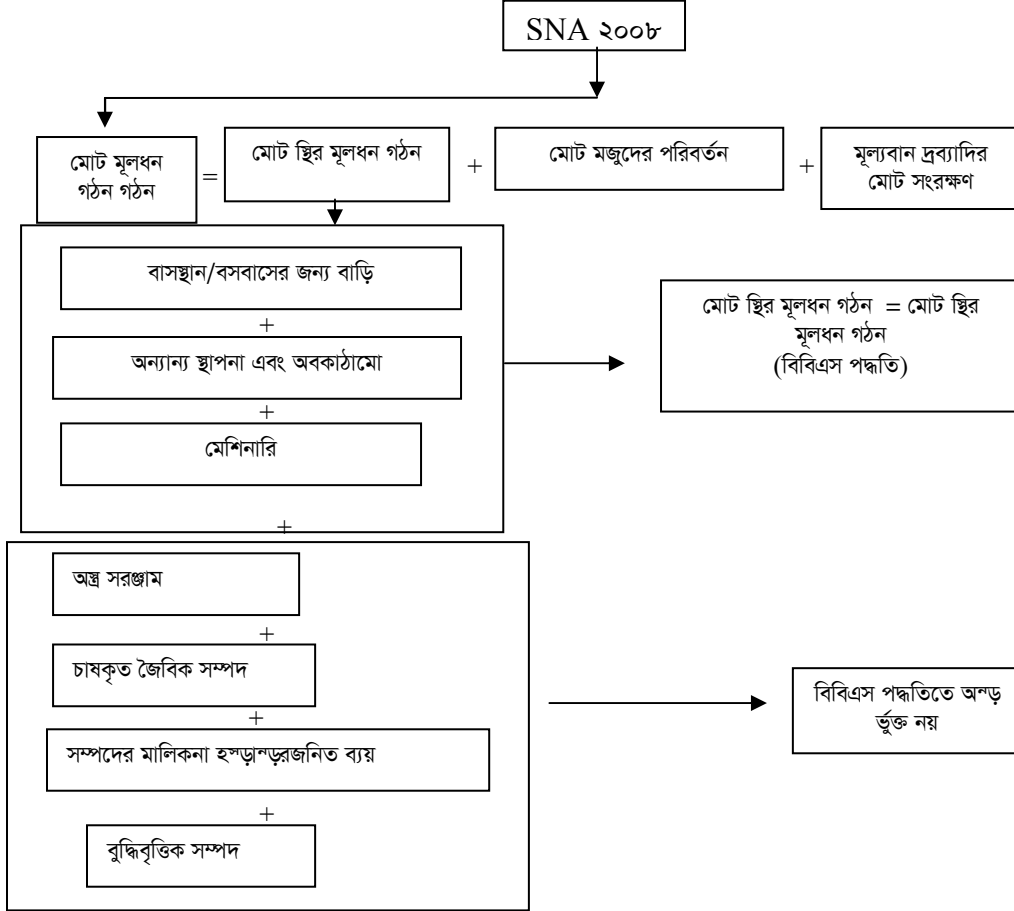 SNA ২০০৮
মোট মূলধন
গঠন গঠন
=
মোট স্থির মূলধন গঠন
+
মোট মজুদের পরিবর্তন
+
মূল্যবান দ্রব্যাদির
মোট সংরক্ষণ
বাসস্থান/বসবাসের জন্য বাড়ি
+
অন্যান্য স্থাপনা এবং অবকাঠামো
+
মেশিনারি
+
মোট স্থির মূলধন গঠন = মোট স্থির
মূলধন গঠন
(বিবিএস পদ্ধতি)
অস্ত্র সরঞ্জাম
+
চাষকৃত জৈবিক সম্পদ
+
সম্পদের মালিকনা হস্ড়ান্ড়রজনিত ব্যয়
+
বুদ্ধিবৃত্তিক সম্পদ
বিবিএস পদ্ধতিতে অন্ড়
র্ভুক্ত নয়